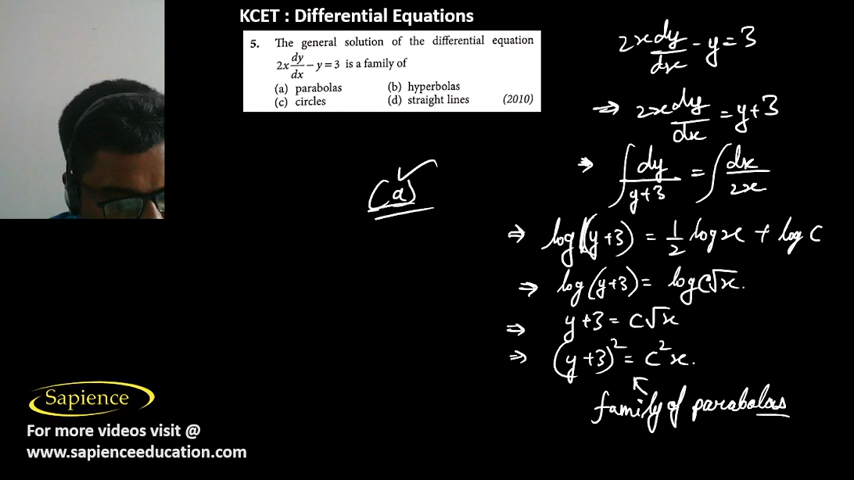 KCET : Differential Equations
5. The general solution of the differential equation
2x dy/dx - y = 3 is a family of
(a) parabolas (b) hyperbolas
(c) circles (d) straight lines (2010)
(a) ✓
2x dy/dx - y = 3
⇒ 2x dy/dx = y+3
⇒ ∫ dy/(y+3) = ∫ dx/2x
⇒ log(y+3) = 1/2 log x + log C
⇒ log(y+3) = log C√x.
⇒ y+3 = C√x
⇒ (y+3)² = C²x.
family of parabolas
Sapience
For more videos visit @
www.sapienceeducation.com